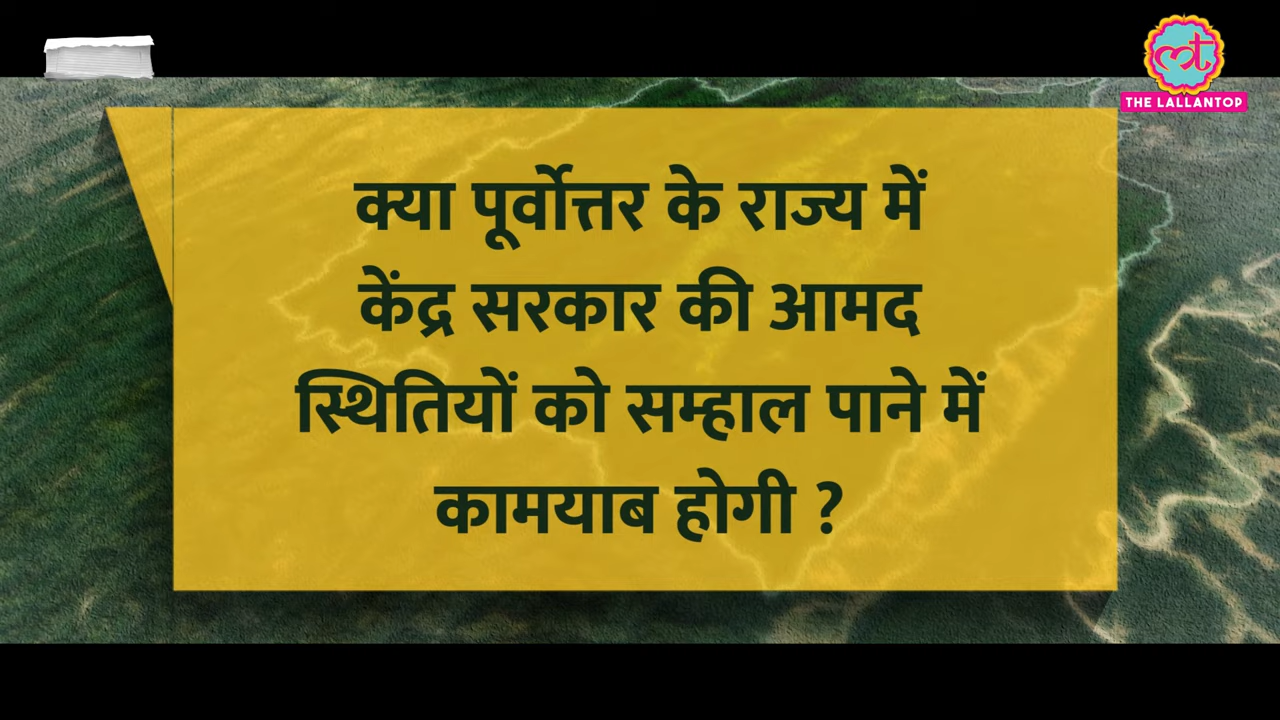 THE LALLANTOP
क्या पूर्वोत्तर के राज्य में
केंद्र सरकार की आमद
स्थितियों को सम्हाल पाने में
कामयाब होगी ?